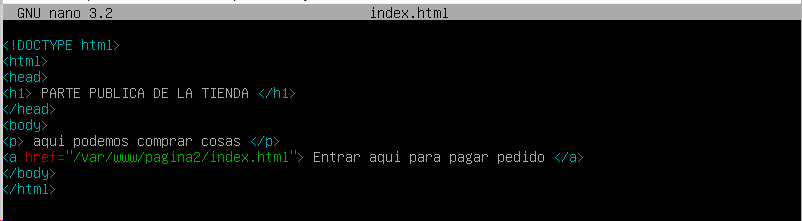 GNU nano 3.2 index.html
<!DOCTYPE html>
<html>
<head>
<h1> PARTE PUBLICA DE LA TIENDA </h1>
</head>
<body>
<p> aqui podemos comprar cosas </p>
<a href="/var/www/pagina2/index.html"> Entrar aqui para pagar pedido </a>
</body>
</html>